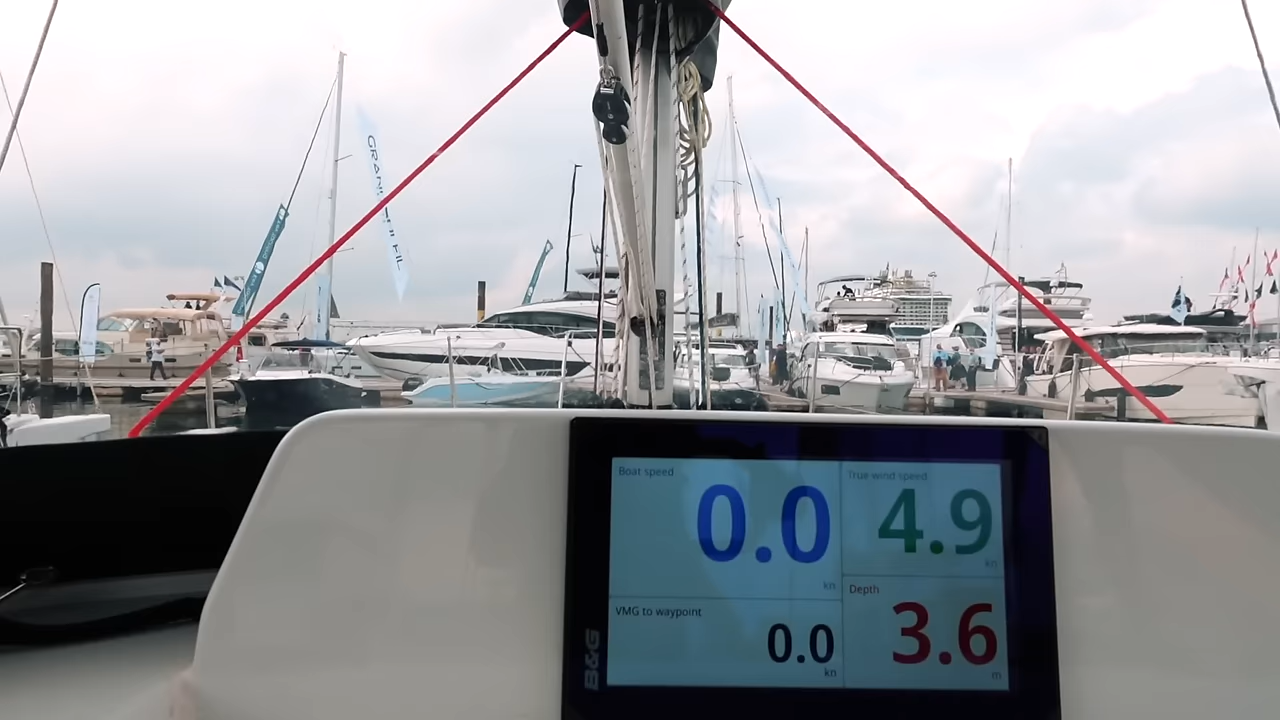 Boat speed
0.0
kn
True wind speed
4.9
kn
VMG to waypoint
0.0
kn
Depth
3.6
m
B&G